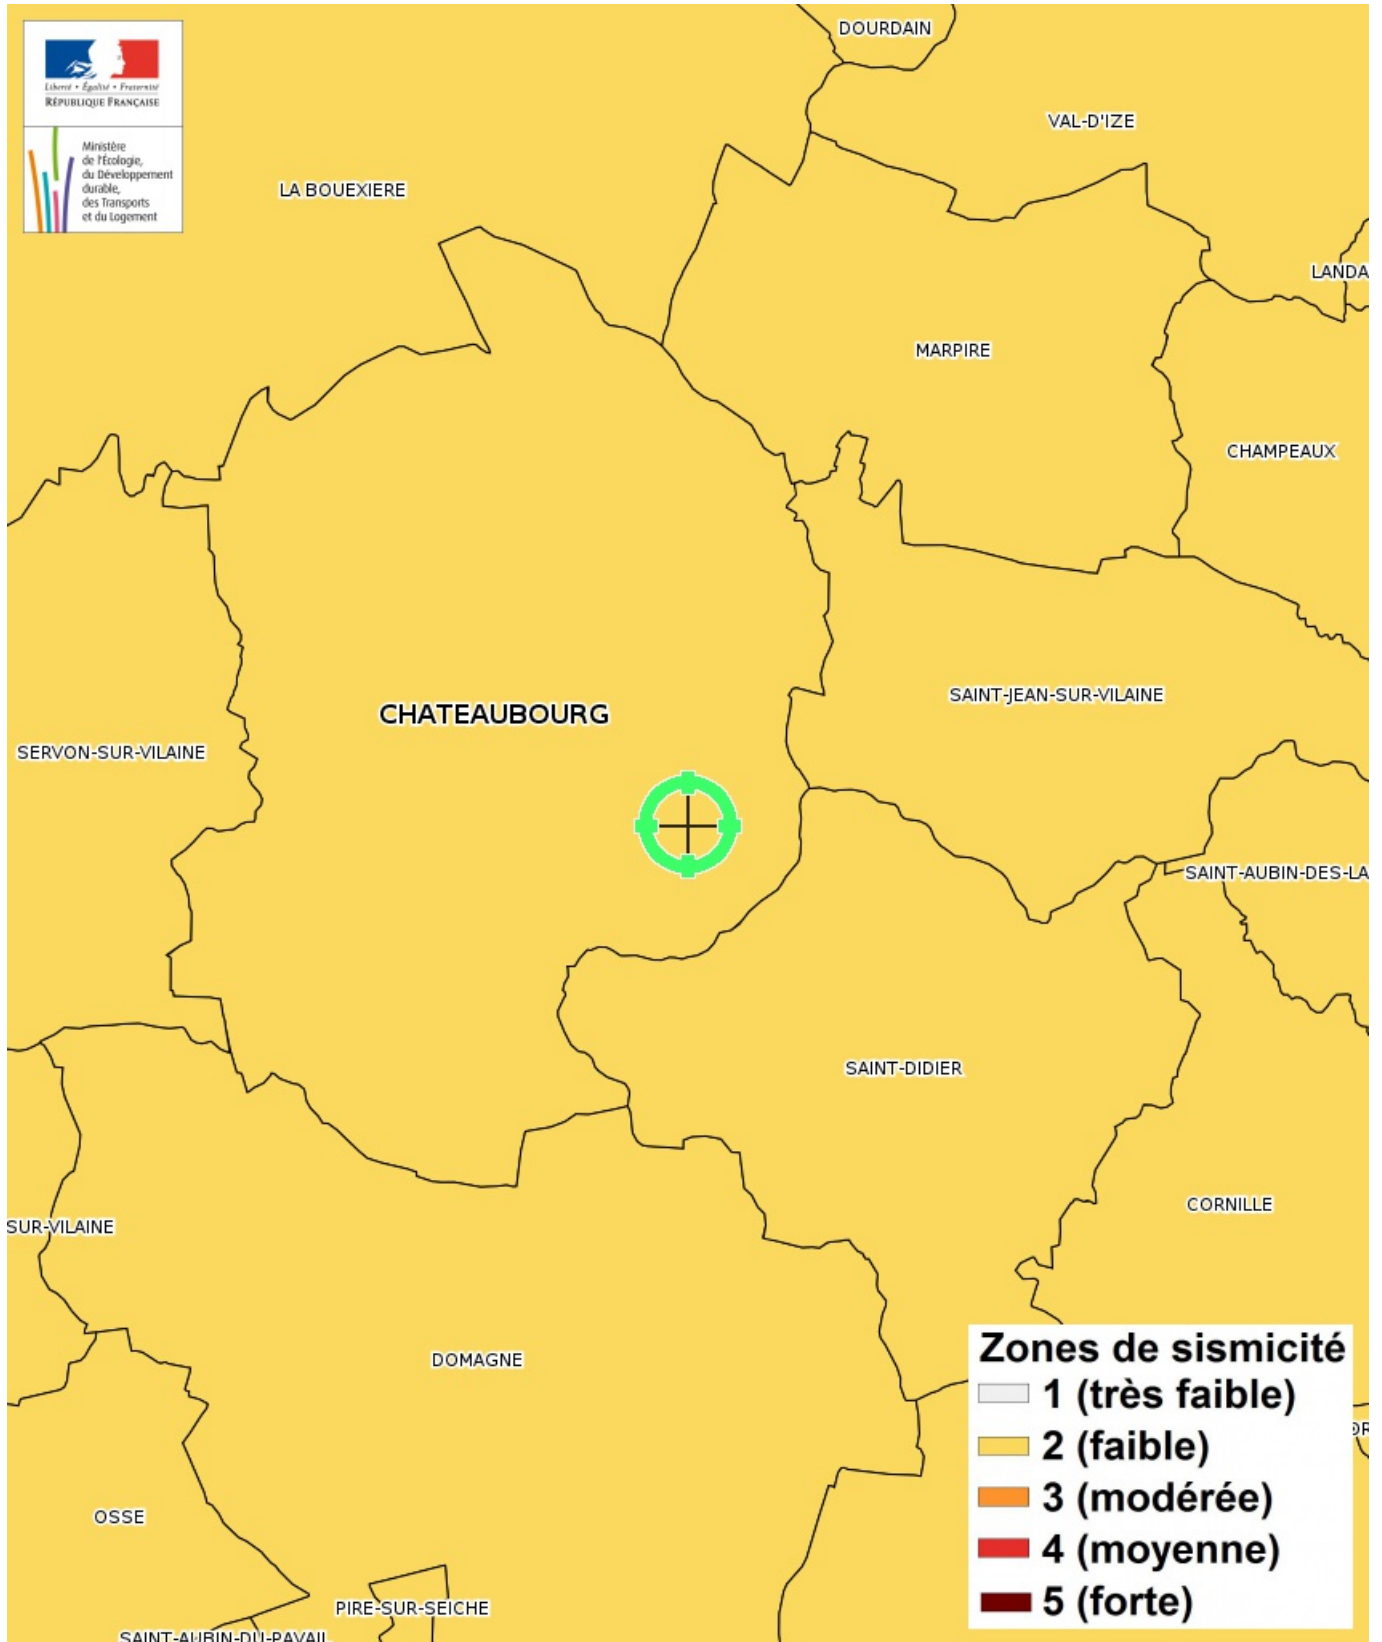 DOURDAIN
Liberté • Égalité • Fraternité
RÉPUBLIQUE FRANÇAISE
VAL-D'IZE
Ministère
de l'Écologie,
du Développement
durable,
des Transports
et du Logement
LA BOUEXIERE
LANDA
MARPIRE
CHAMPEAUX
SAINT-JEAN-SUR-VILAINE
CHATEAUBOURG
SERVON-SUR-VILAINE
SAINT-AUBIN-DES-LA
SAINT-DIDIER
CORNILLE
SUR-VILAINE
DOMAGNE
Zones de sismicité
1 (très faible)
2 (faible)
3 (modérée)
4 (moyenne)
5 (forte)
OSSE
PIRE-SUR-SEICHE
SAINT-AUBIN-DU-PAVAIL